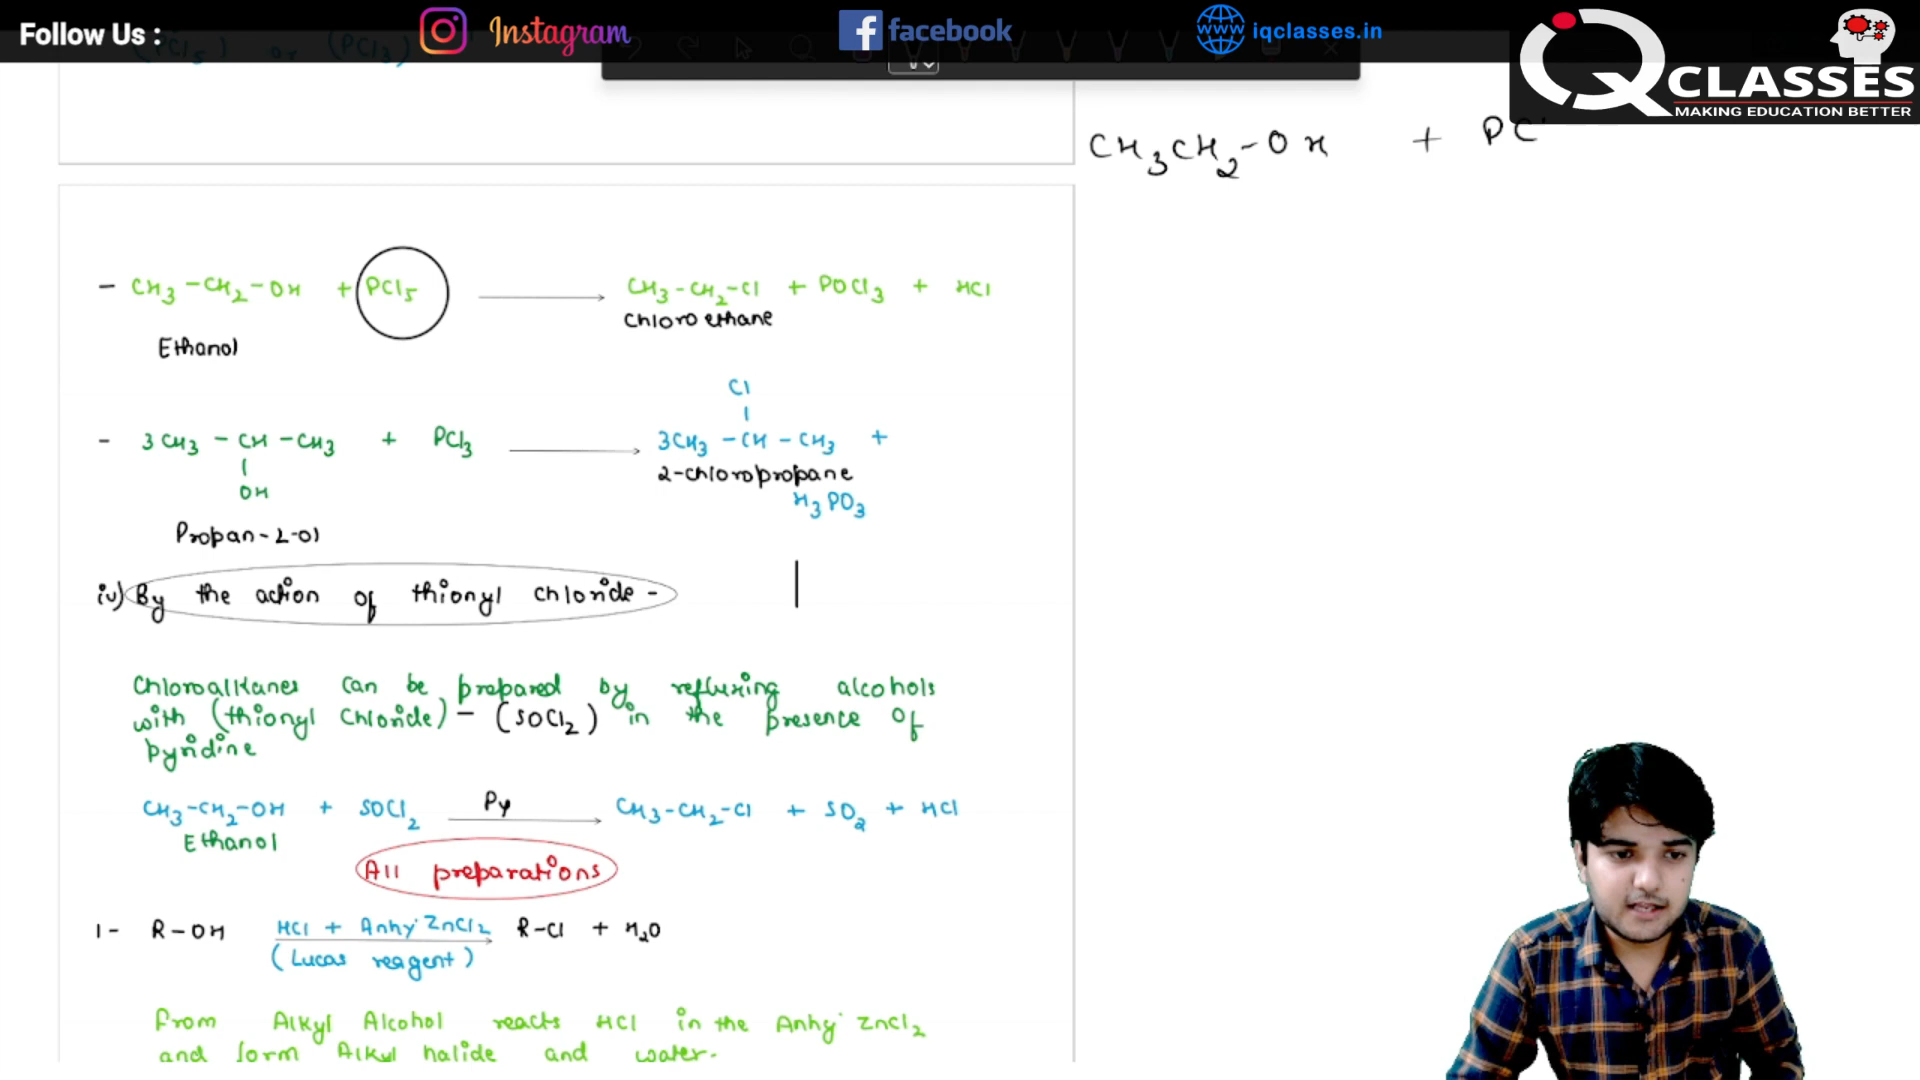 Follow Us :
Instagram
facebook
iqclasses.in
IQ CLASSES
MAKING EDUCATION BETTER
(PCl5) or (PCl3)
CH3CH2-OH + PC
- CH3-CH2-OH + PCl5 → CH3-CH2-Cl + POCl3 + HCl
Chloroethane
Ethanol
Cl
|
- 3CH3-CH-CH3 + PCl3 → 3CH3-CH-CH3 +
|
2-chloropropane
OH
H3PO3
Propan-2-ol
iv) By the action of thionyl chloride -
Chloroalkanes can be prepared by refluxing alcohols
with (thionyl chloride) - (SOCl2) in the presence of
pyridine
Py
CH3-CH2-OH + SOCl2 → CH3-CH2-Cl + SO2 + HCl
Ethanol
All preparations
1- R-OH HCl + Anhy. ZnCl2 → R-Cl + H2O
(Lucas reagent)
From Alkyl Alcohol reacts HCl in the Anhy. ZnCl2
and form Alkyl halide and water.